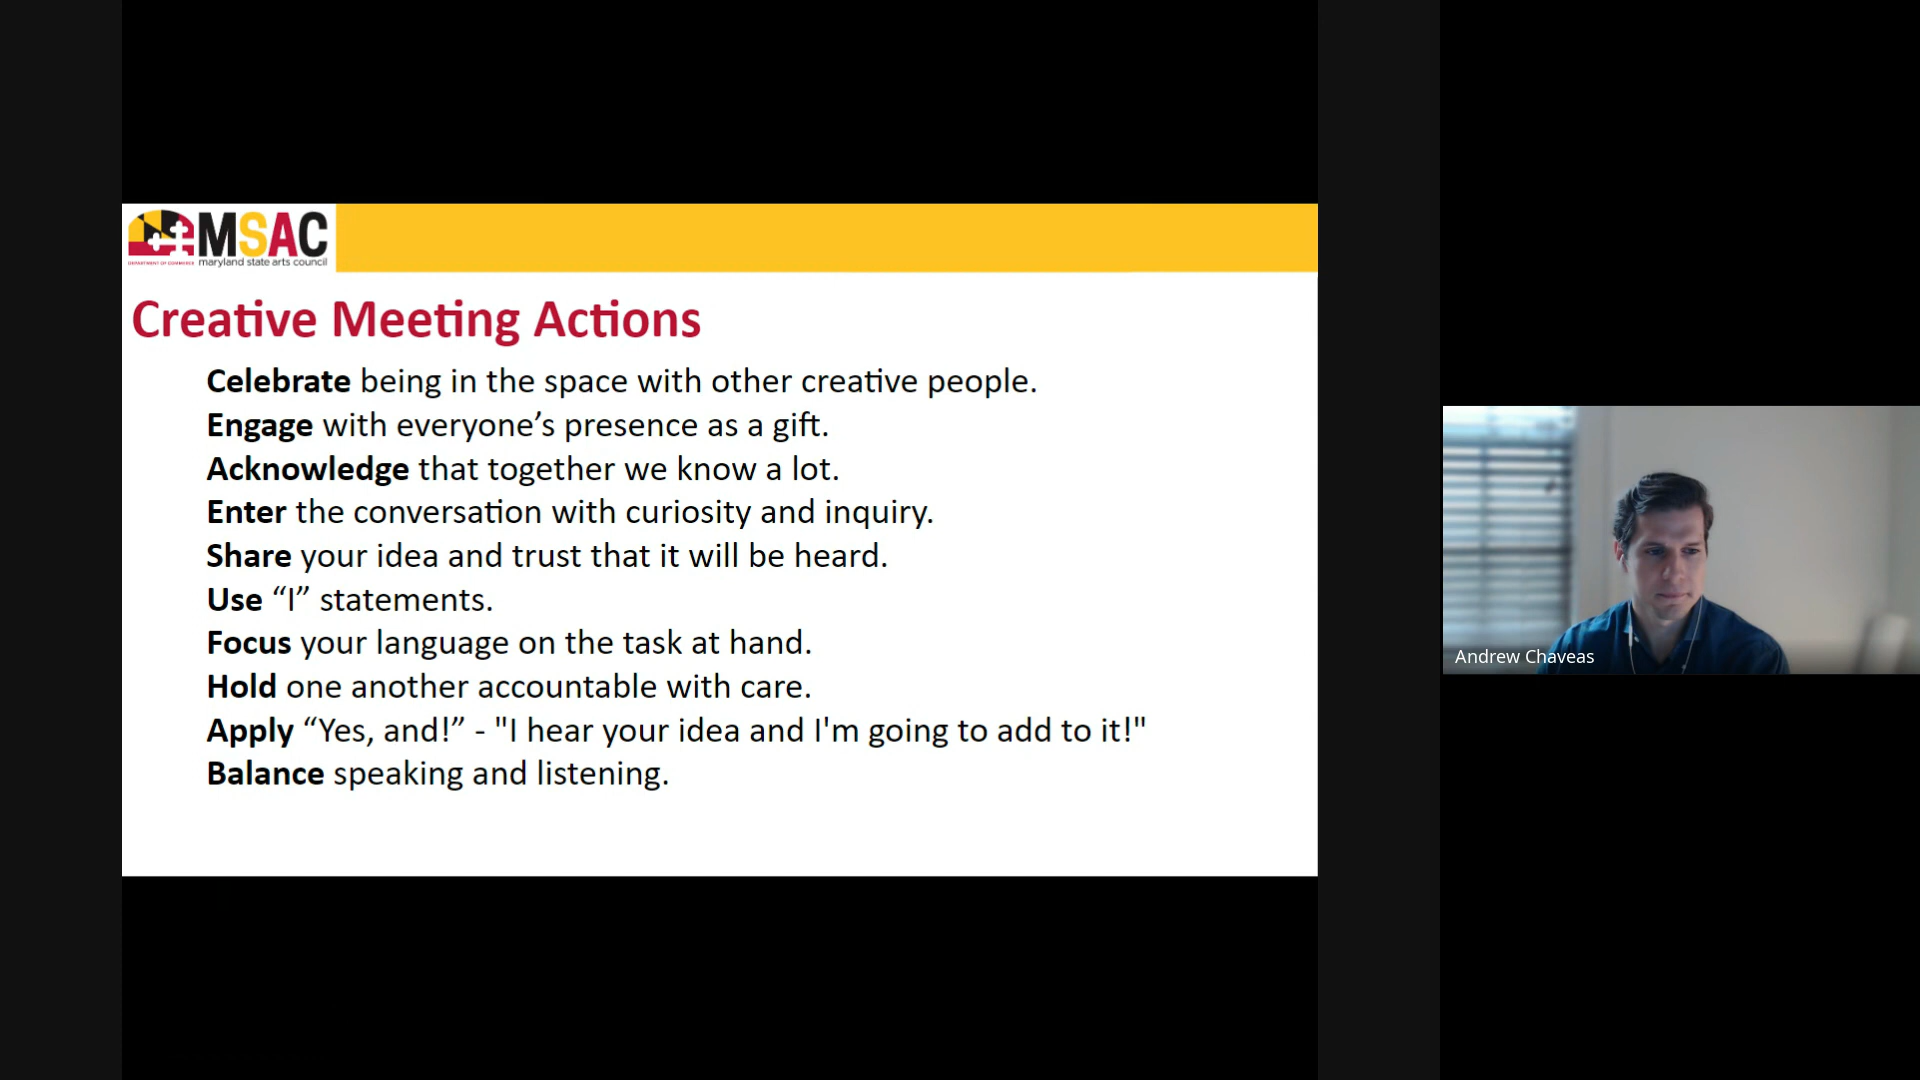 MSAC
DEPARTMENT OF COMMERCE
maryland state arts council
Creative Meeting Actions
Celebrate being in the space with other creative people.
Engage with everyone’s presence as a gift.
Acknowledge that together we know a lot.
Enter the conversation with curiosity and inquiry.
Share your idea and trust that it will be heard.
Use “I” statements.
Focus your language on the task at hand.
Hold one another accountable with care.
Apply “Yes, and!” - "I hear your idea and I'm going to add to it!"
Balance speaking and listening.
Andrew Chaveas